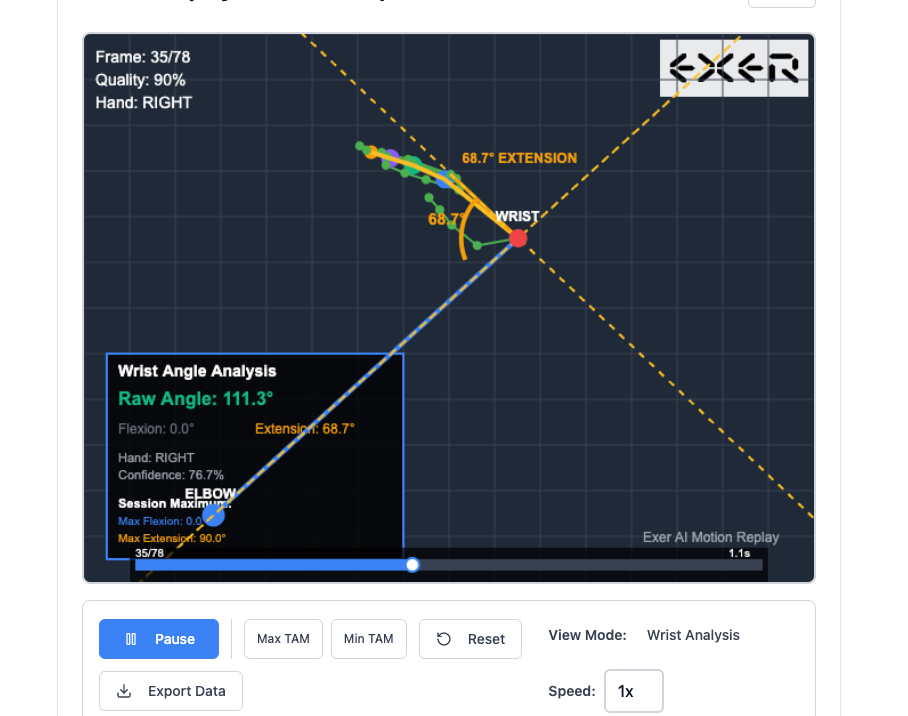 Frame: 35/78
Quality: 90%
Hand: RIGHT
EXER
68.7° EXTENSION
68.7°
WRIST
Wrist Angle Analysis
Raw Angle: 111.3°
Flexion: 0.0°
Extension: 68.7°
Hand: RIGHT
Confidence: 76.7%
ELBOW
Session Maximum:
Max Flexion: 0.0
Max Extension: 90.0°
Exer AI Motion Replay
35/78
1.1s
Pause
Max TAM
Min TAM
Reset
View Mode:
Wrist Analysis
Export Data
Speed:
1x